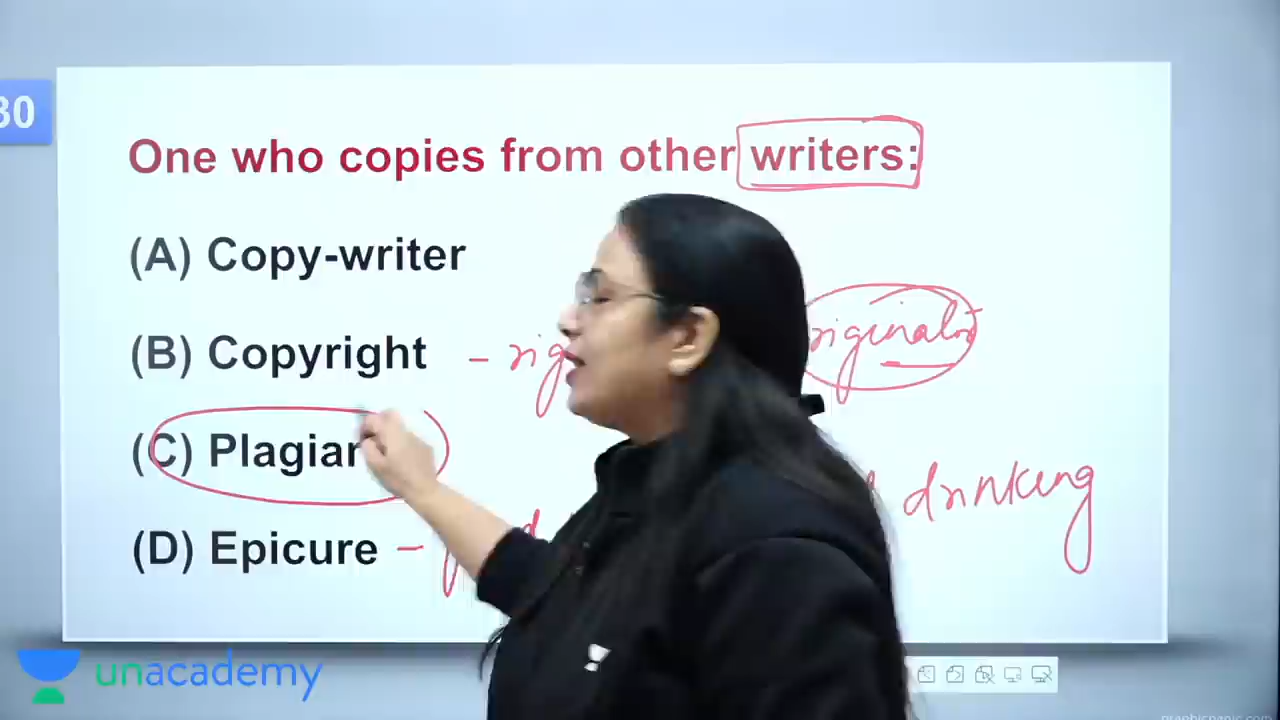 30
One who copies from other writers:
(A) Copy-writer
(B) Copyright
(C) Plagiar
(D) Epicure
drinking
unacademy